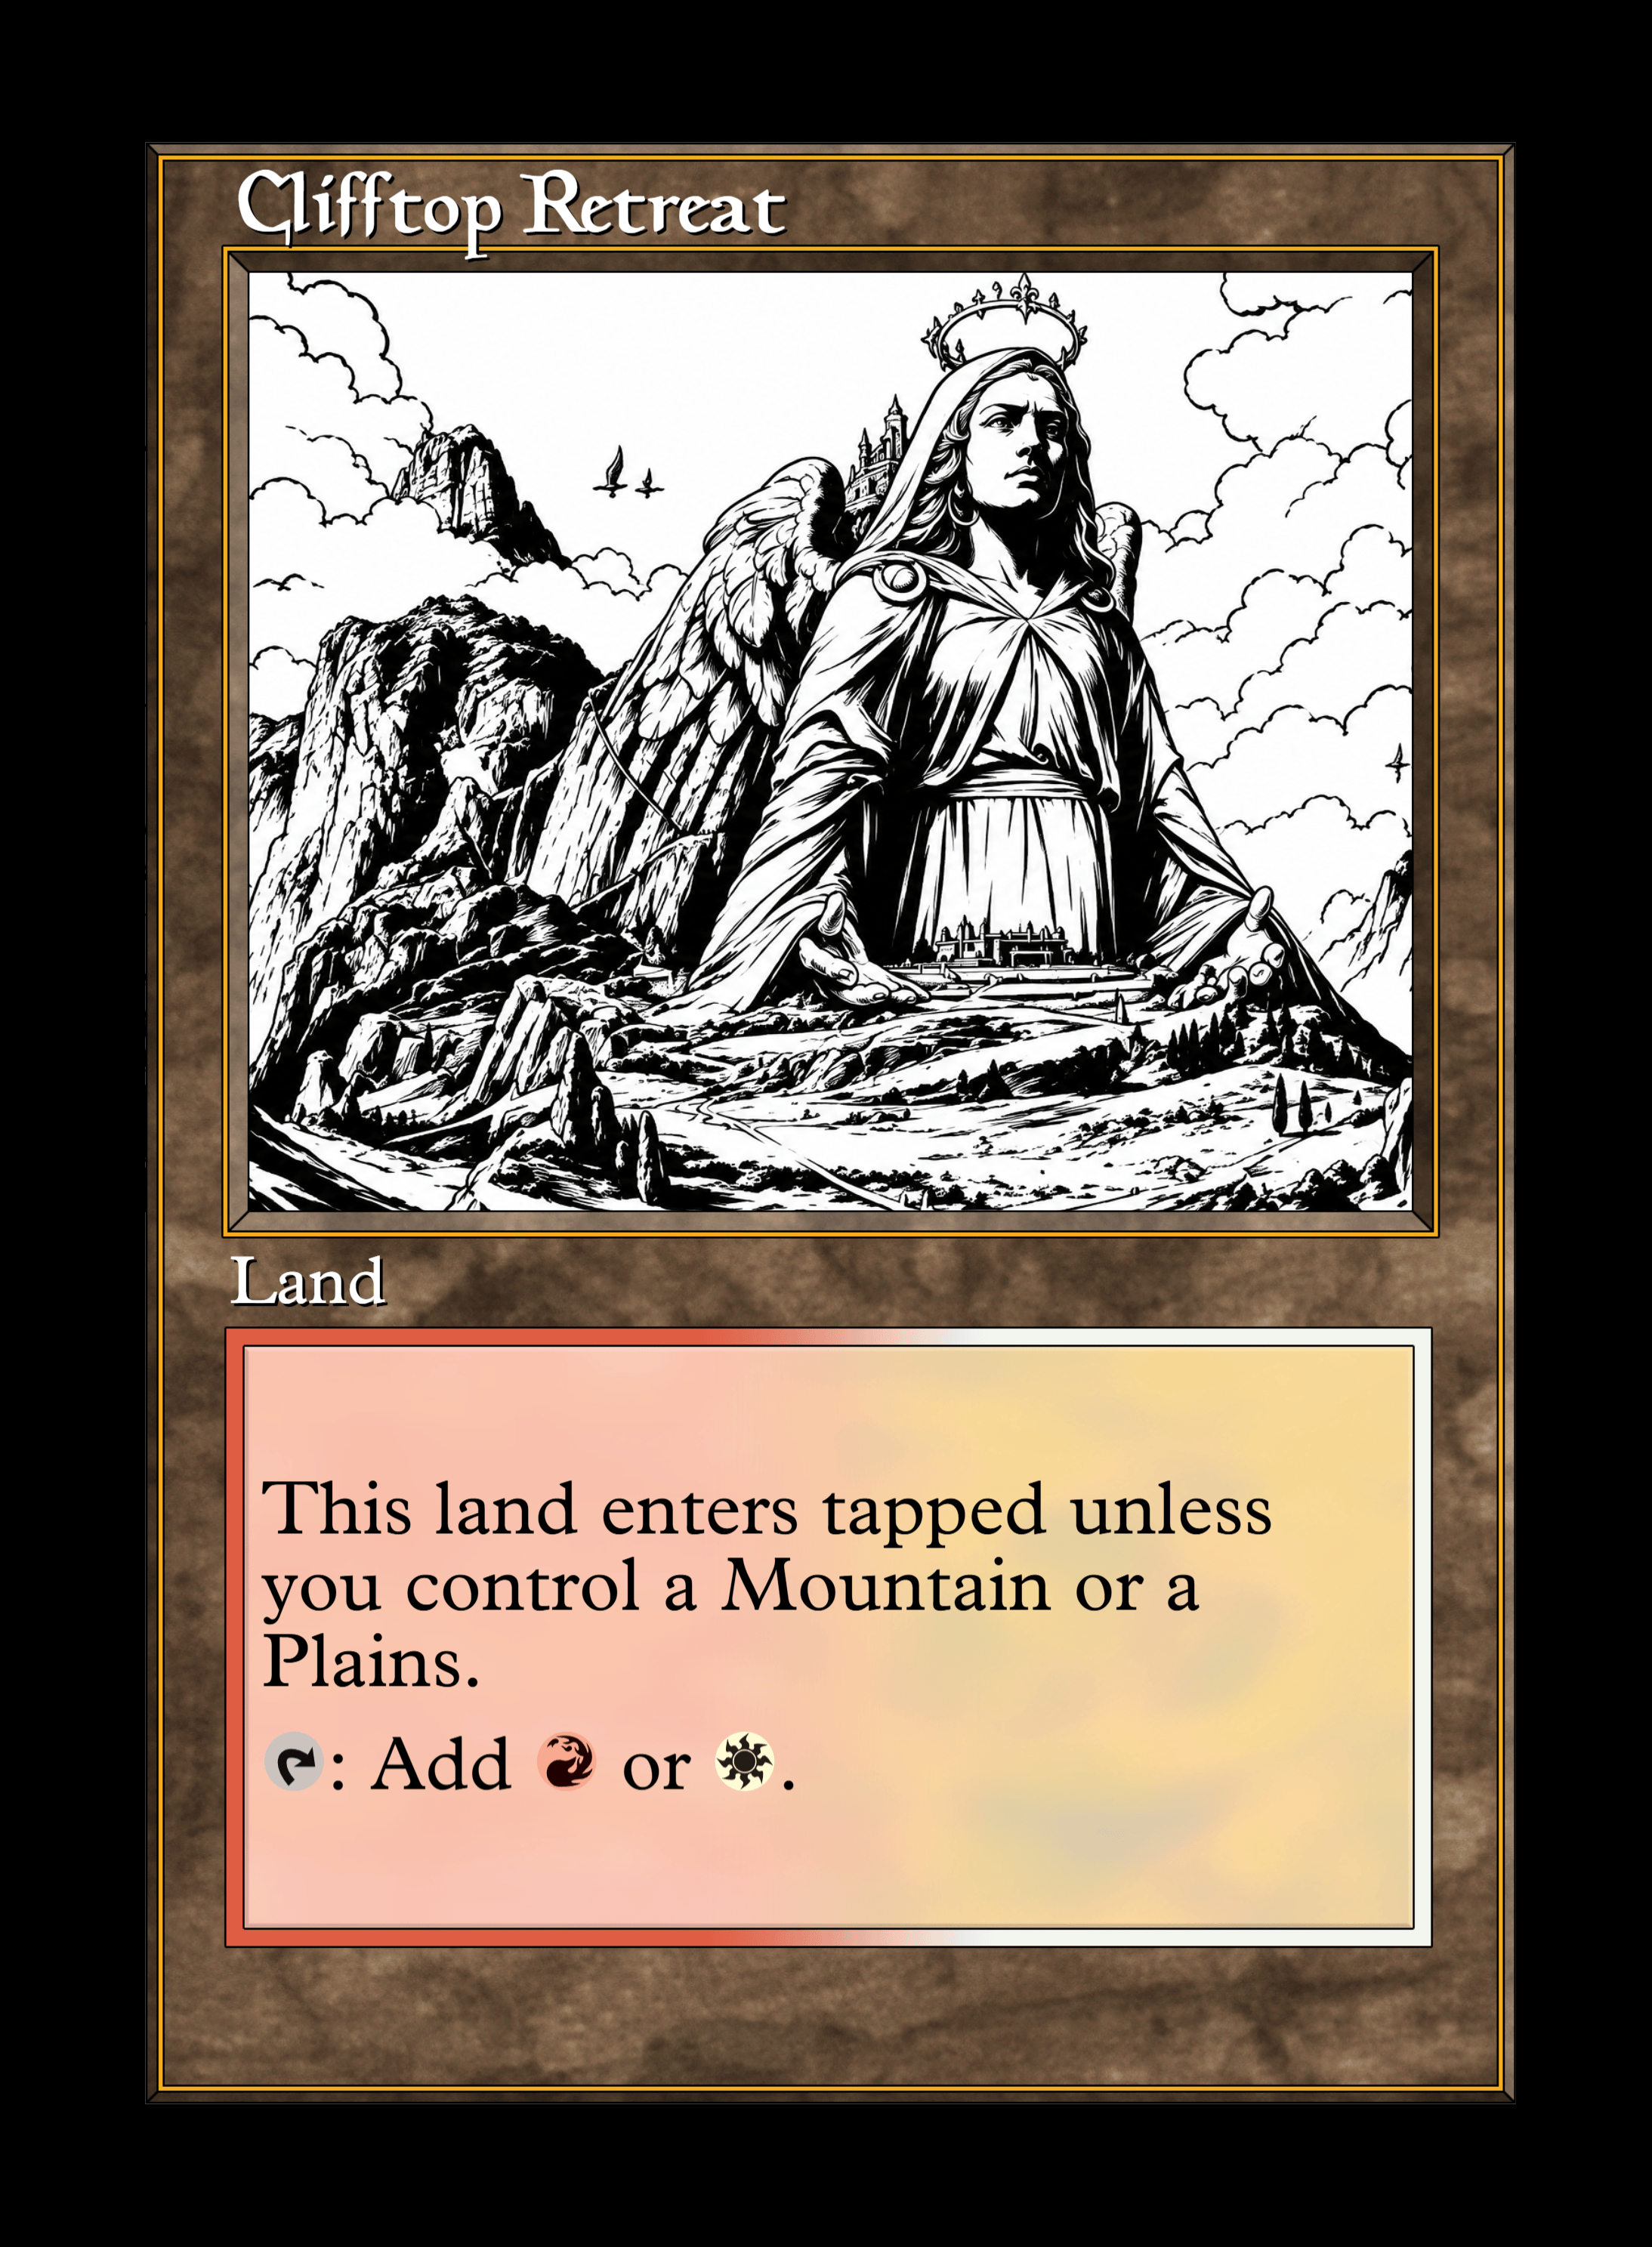 Clifftop Retreat
Land
This land enters tapped unless
you control a Mountain or a
Plains.
: Add or .